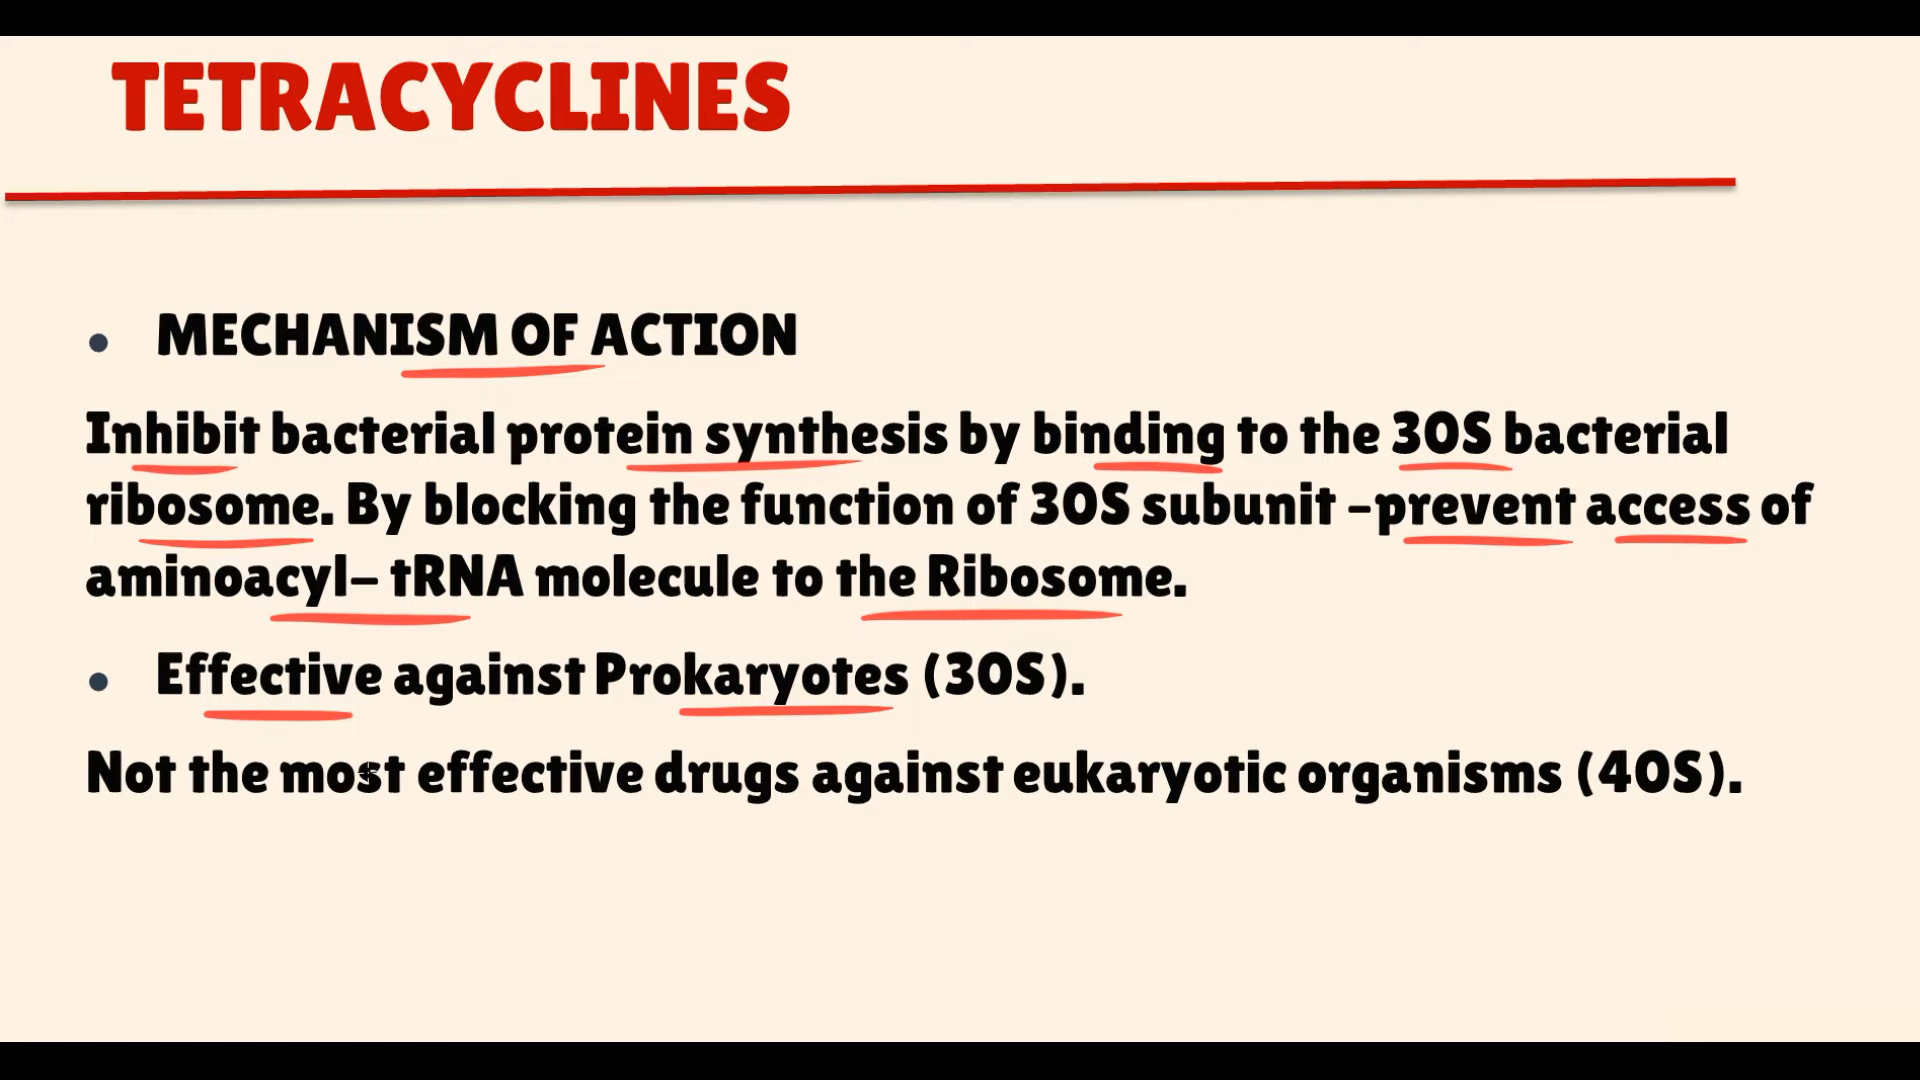 TETRACYCLINES
• MECHANISM OF ACTION
Inhibit bacterial protein synthesis by binding to the 30S bacterial
ribosome. By blocking the function of 30S subunit -prevent access of
aminoacyl- tRNA molecule to the Ribosome.
• Effective against Prokaryotes (30S).
Not the most effective drugs against eukaryotic organisms (40S).